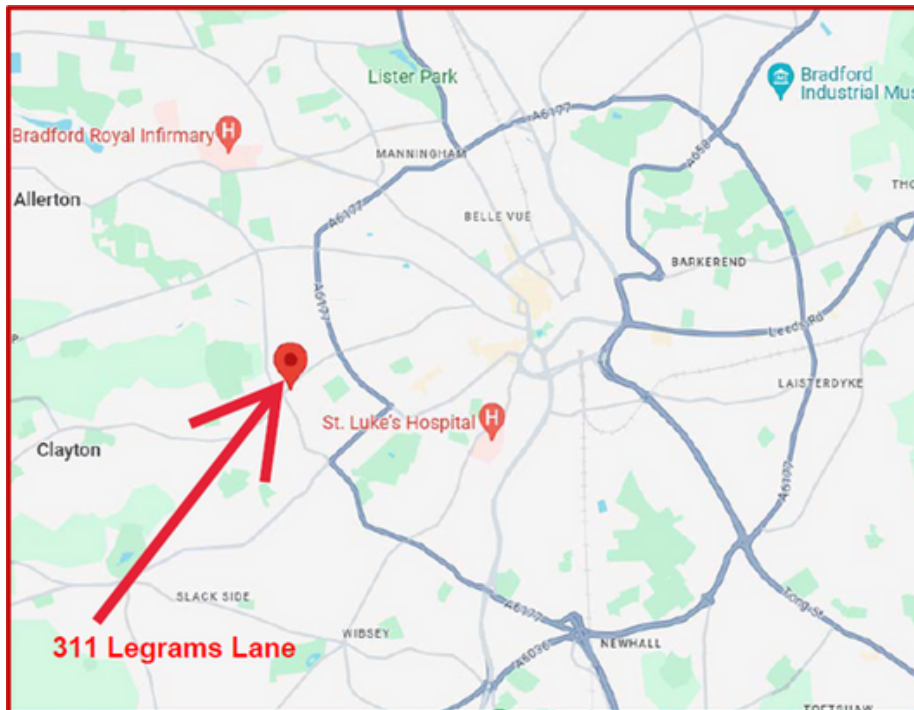 Lister Park
Bradford
Industrial Mus
Bradford Royal Infirmary
H
A6177
MANNINGHAM
A658
Allerton
THO
A6177
BELLE VUE
BARKEREND
A6177
Leeds Rd
LAISTERDYKE
St. Luke's Hospital
H
Clayton
A6177
SLACK SIDE
A6177
Tong St
WIBSEY
NEWHALL
311 Legrams Lane
A6036
TOFTSHAW